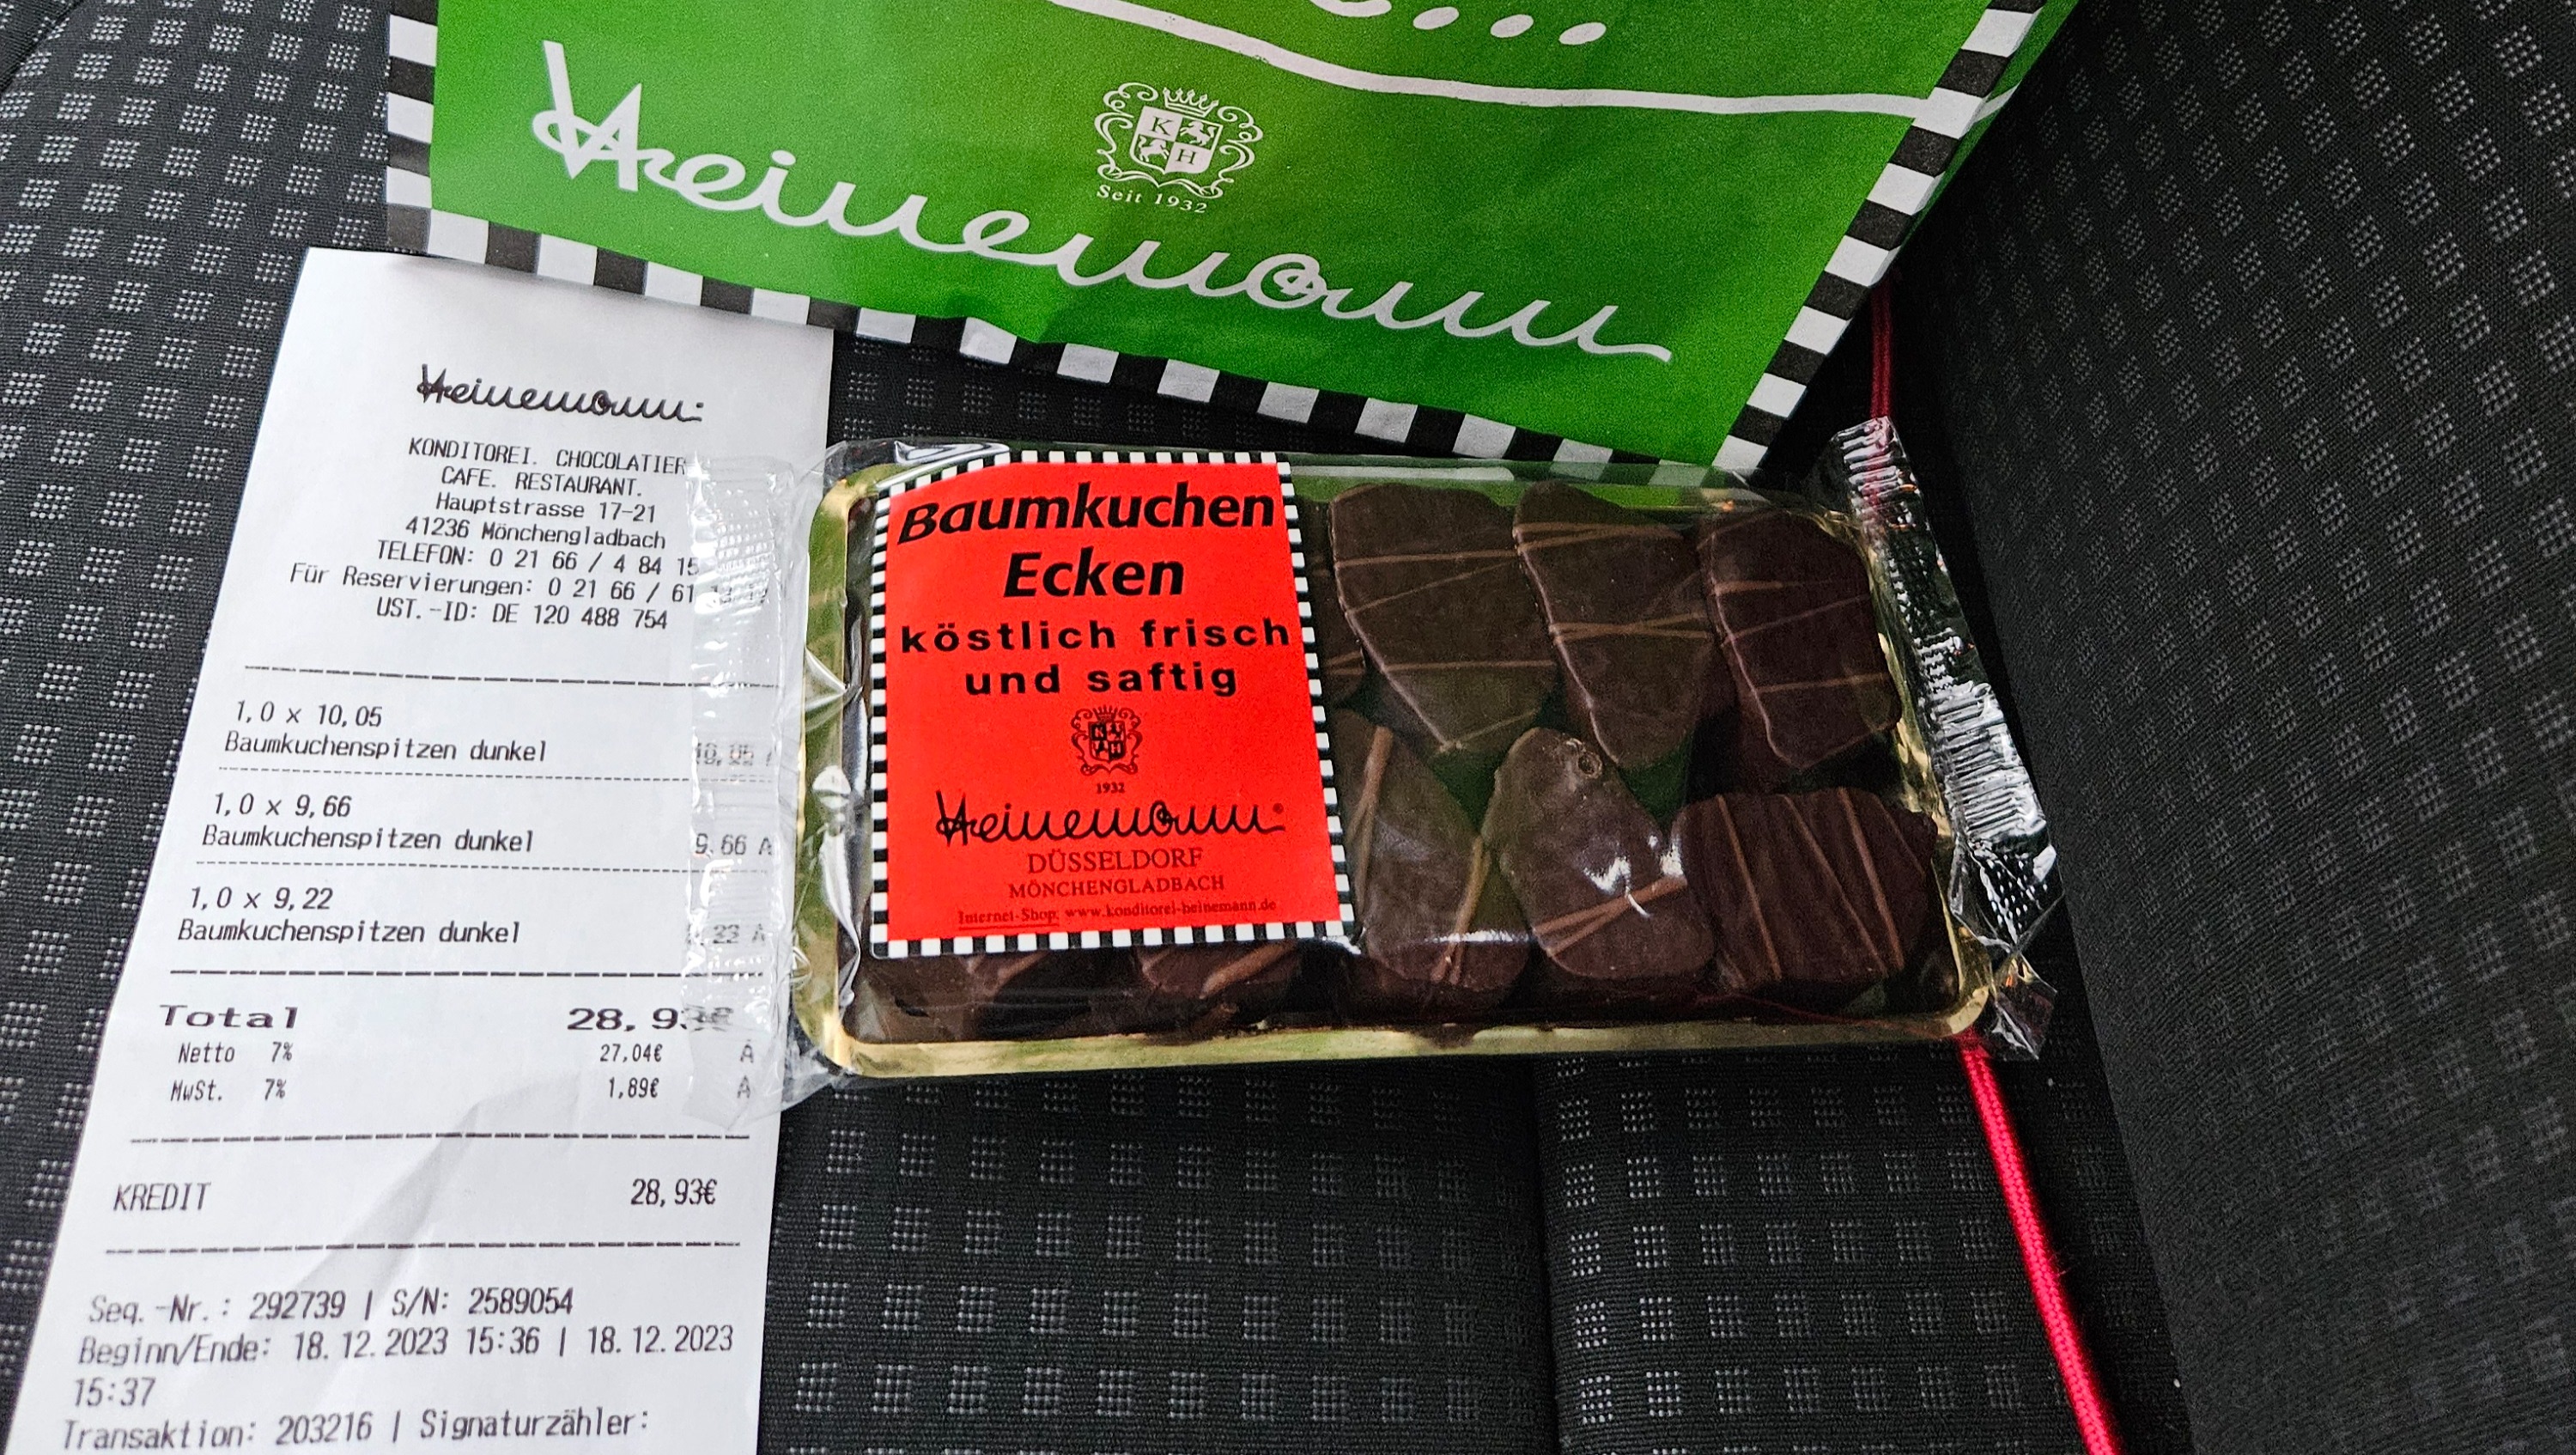 Heinemann
K
H
Seit 1932
Heinemann
KONDITOREI. CHOCOLATIER
CAFE. RESTAURANT.
Hauptstrasse 17-21
41236 Mönchengladbach
TELEFON: 0 21 66 / 4 84 15
Für Reservierungen: 0 21 66 / 61
UST.-ID: DE 120 488 754
1,0 x 10,05
Baumkuchenspitzen dunkel 10,05 A
1,0 x 9,66
Baumkuchenspitzen dunkel 9,66 A
1,0 x 9,22
Baumkuchenspitzen dunkel 9,22 A
Total 28,93€
Netto 7% 27,04€ A
MwSt. 7% 1,89€ A
KREDIT 28,93€
Seq.-Nr.: 292739 | S/N: 2589054
Beginn/Ende: 18.12.2023 15:36 | 18.12.2023
15:37
Transaktion: 203216 | Signaturzähler:
Baumkuchen
Ecken
köstlich frisch
und saftig
1932
Heinemann®
DÜSSELDORF
MÖNCHENGLADBACH
Internet-Shop: www.konditorei-heinemann.de